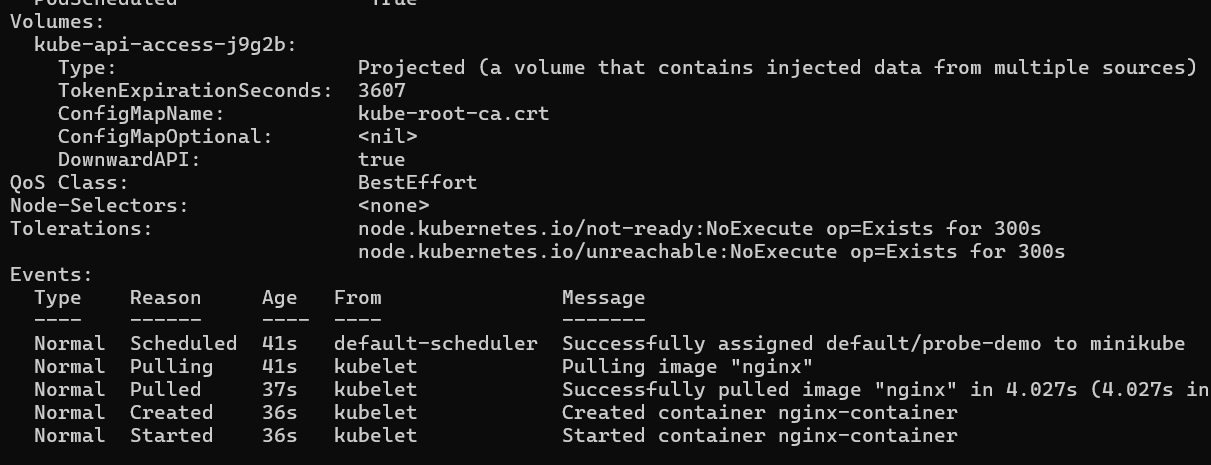 PodScheduled                  True
Volumes:
  kube-api-access-j9g2b:
    Type:                    Projected (a volume that contains injected data from multiple sources)
    TokenExpirationSeconds:  3607
    ConfigMapName:           kube-root-ca.crt
    ConfigMapOptional:       <nil>
    DownwardAPI:             true
QoS Class:                   BestEffort
Node-Selectors:              <none>
Tolerations:                 node.kubernetes.io/not-ready:NoExecute op=Exists for 300s
                             node.kubernetes.io/unreachable:NoExecute op=Exists for 300s
Events:
  Type    Reason     Age   From               Message
  ----    ------     ----  ----               -------
  Normal  Scheduled  41s   default-scheduler  Successfully assigned default/probe-demo to minikube
  Normal  Pulling    41s   kubelet            Pulling image "nginx"
  Normal  Pulled     37s   kubelet            Successfully pulled image "nginx" in 4.027s (4.027s in
  Normal  Created    36s   kubelet            Created container nginx-container
  Normal  Started    36s   kubelet            Started container nginx-container